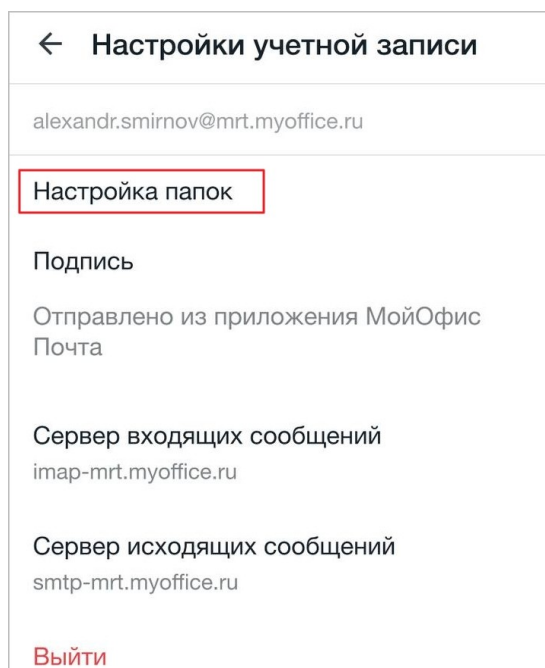 ← Настройки учетной записи
alexandr.smirnov@mrt.myoffice.ru
Настройка папок
Подпись
Отправлено из приложения МойОфис
Почта
Сервер входящих сообщений
imap-mrt.myoffice.ru
Сервер исходящих сообщений
smtp-mrt.myoffice.ru
Выйти